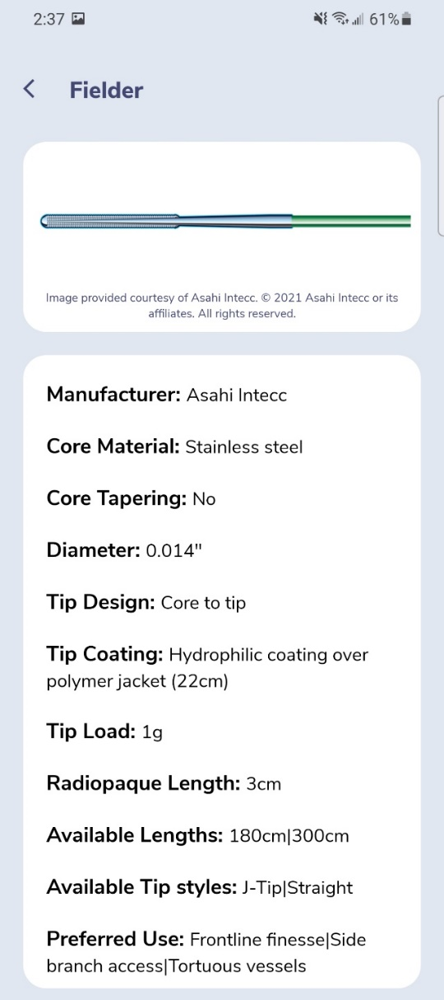 2:37 61%
Fielder
Image provided courtesy of Asahi Intecc. © 2021 Asahi Intecc or its
affiliates. All rights reserved.
Manufacturer: Asahi Intecc
Core Material: Stainless steel
Core Tapering: No
Diameter: 0.014"
Tip Design: Core to tip
Tip Coating: Hydrophilic coating over
polymer jacket (22cm)
Tip Load: 1g
Radiopaque Length: 3cm
Available Lengths: 180cm|300cm
Available Tip styles: J-Tip|Straight
Preferred Use: Frontline finesse|Side
branch access|Tortuous vessels